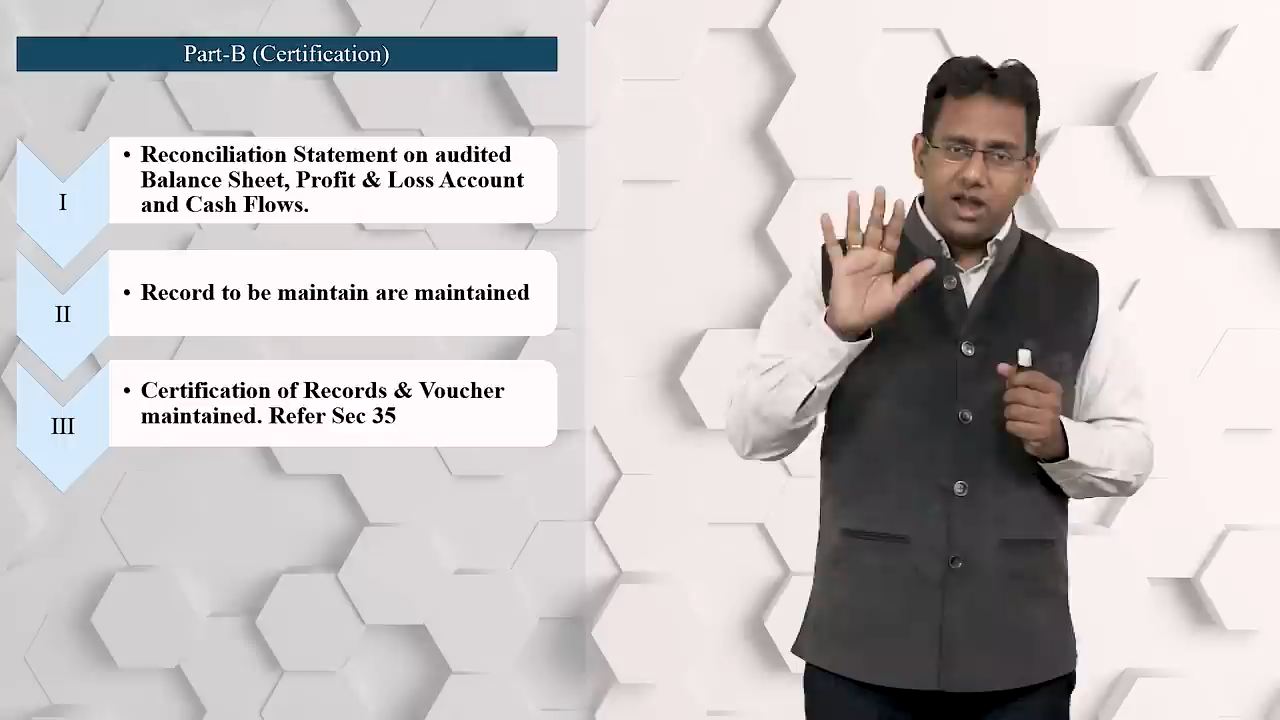 Part-B (Certification)
I
• Reconciliation Statement on audited
Balance Sheet, Profit & Loss Account
and Cash Flows.
II
• Record to be maintain are maintained
III
• Certification of Records & Voucher
maintained. Refer Sec 35